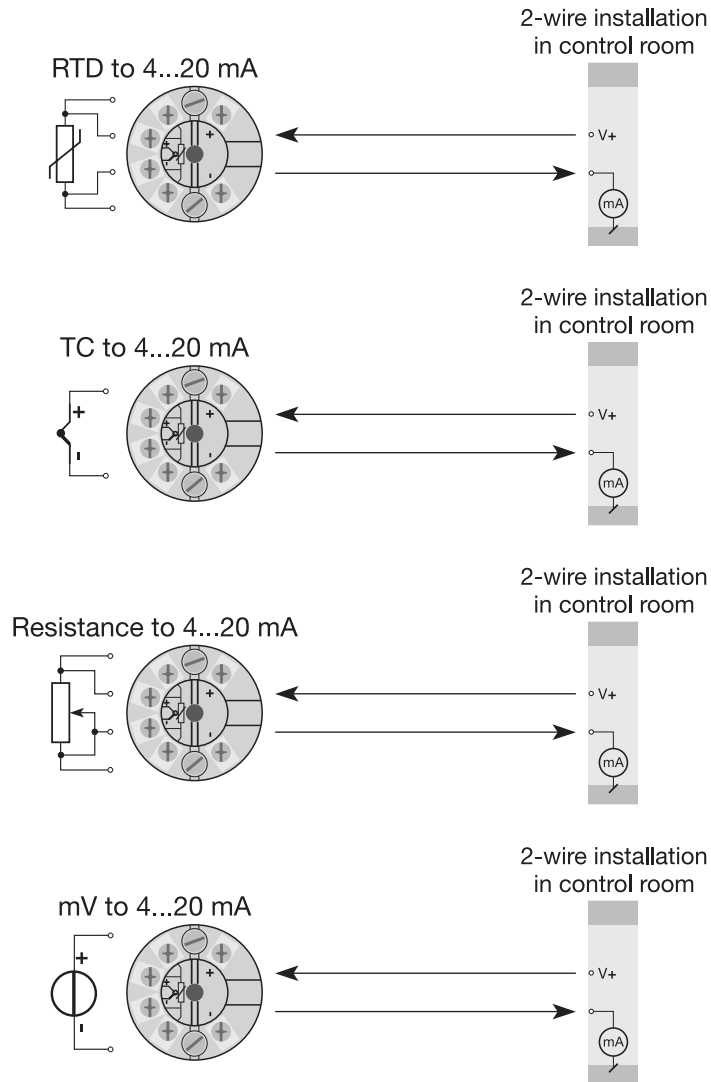 2-wire installation
in control room
RTD to 4...20 mA
+
-
+
-
V+
mA
2-wire installation
in control room
TC to 4...20 mA
+
-
+
-
+
-
V+
mA
2-wire installation
in control room
Resistance to 4...20 mA
+
-
+
-
V+
mA
2-wire installation
in control room
mV to 4...20 mA
+
-
+
-
+
-
V+
mA